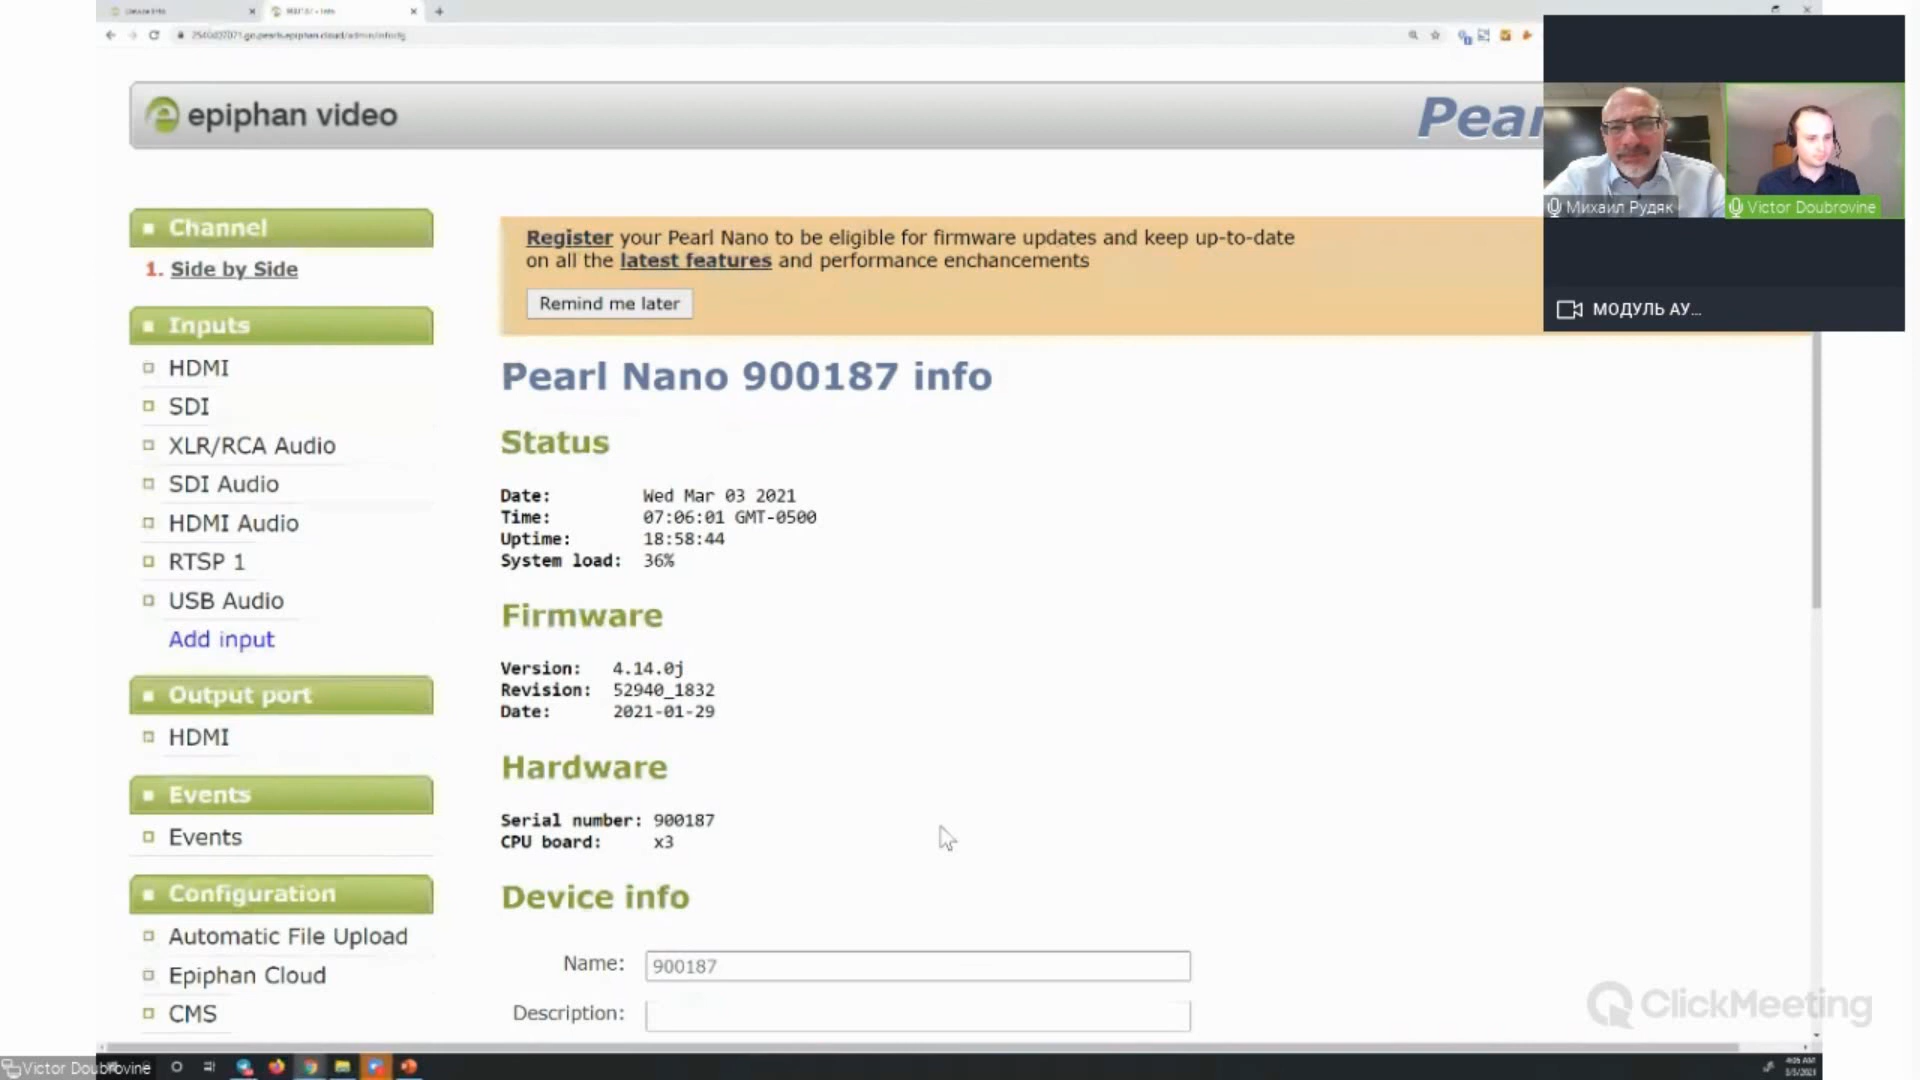 900187 - Info
epiphan video
Pear
Михаил Рудяк
Victor Doubrovine
МОДУЛЬ АУ...
Channel
1. Side by Side
Inputs
HDMI
SDI
XLR/RCA Audio
SDI Audio
HDMI Audio
RTSP 1
USB Audio
Add input
Output port
HDMI
Events
Events
Configuration
Automatic File Upload
Epiphan Cloud
CMS
Register your Pearl Nano to be eligible for firmware updates and keep up-to-date
on all the latest features and performance enchancements
Remind me later
Pearl Nano 900187 info
Status
Date: Wed Mar 03 2021
Time: 07:06:01 GMT-0500
Uptime: 18:58:44
System load: 36%
Firmware
Version: 4.14.0j
Revision: 52940_1832
Date: 2021-01-29
Hardware
Serial number: 900187
CPU board: x3
Device info
Name: 900187
Description:
ClickMeeting
Victor Doubrovine